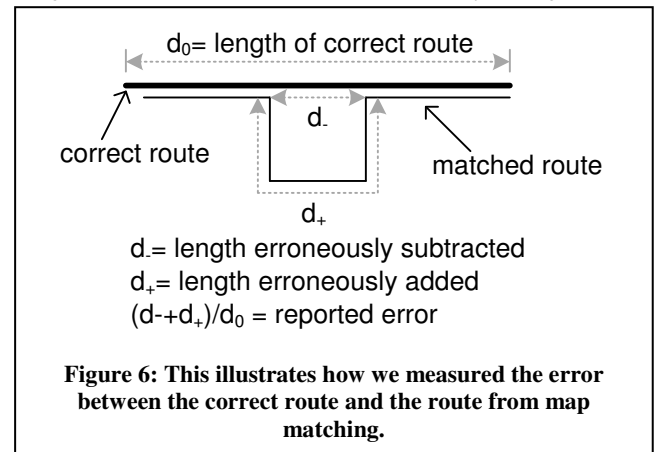 d₀= length of correct route
d₋
correct route
matched route
d₊
d₋= length erroneously subtracted
d₊= length erroneously added
(d-+d₊)/d₀ = reported error
Figure 6: This illustrates how we measured the error
between the correct route and the route from map
matching.